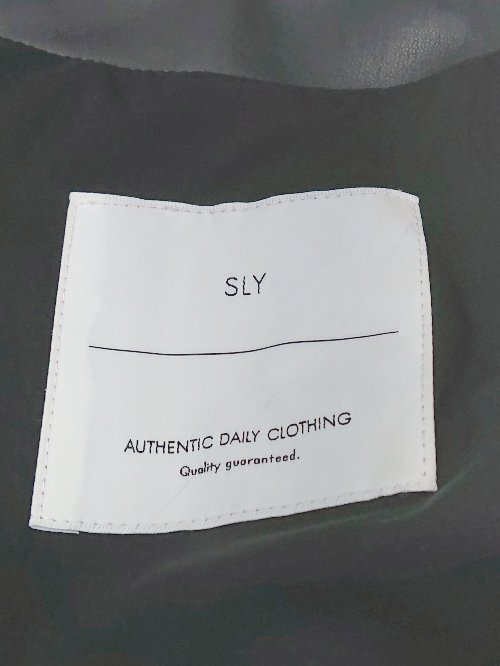 SLY
AUTHENTIC DAILY CLOTHING
Quality guaranteed.